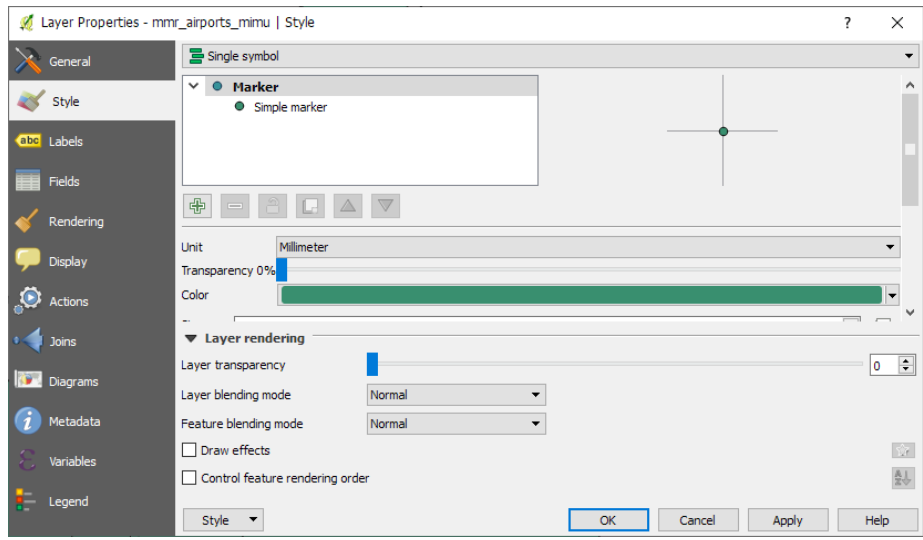 Layer Properties - mmr_airports_mimu | Style
?
General
Style
abc Labels
Fields
Rendering
Display
Actions
Joins
Diagrams
Metadata
Variables
Legend
Single symbol
Marker
Simple marker
Unit
Millimeter
Transparency 0%
Color
Layer rendering
Layer transparency
0
Layer blending mode
Normal
Feature blending mode
Normal
Draw effects
Control feature rendering order
Style
OK
Cancel
Apply
Help